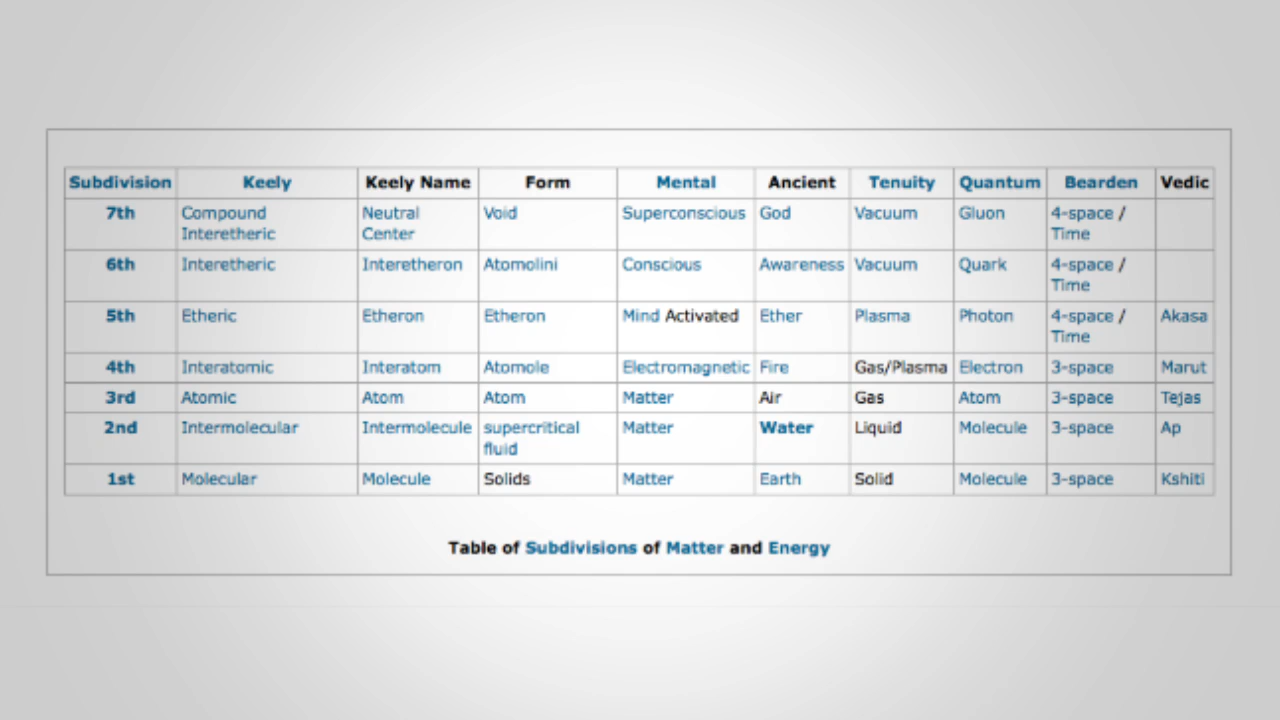 Subdivision Keely Keely Name Form Mental Ancient Tenuity Quantum Bearden Vedic
7th Compound Interetheric Neutral Center Void Superconscious God Vacuum Gluon 4-space / Time
6th Interetheric Interetheron Atomolini Conscious Awareness Vacuum Quark 4-space / Time
5th Etheric Etheron Etheron Mind Activated Ether Plasma Photon 4-space / Time Akasa
4th Interatomic Interatom Atomole Electromagnetic Fire Gas/Plasma Electron 3-space Marut
3rd Atomic Atom Atom Matter Air Gas Atom 3-space Tejas
2nd Intermolecular Intermolecule supercritical fluid Matter Water Liquid Molecule 3-space Ap
1st Molecular Molecule Solids Matter Earth Solid Molecule 3-space Kshiti
Table of Subdivisions of Matter and Energy